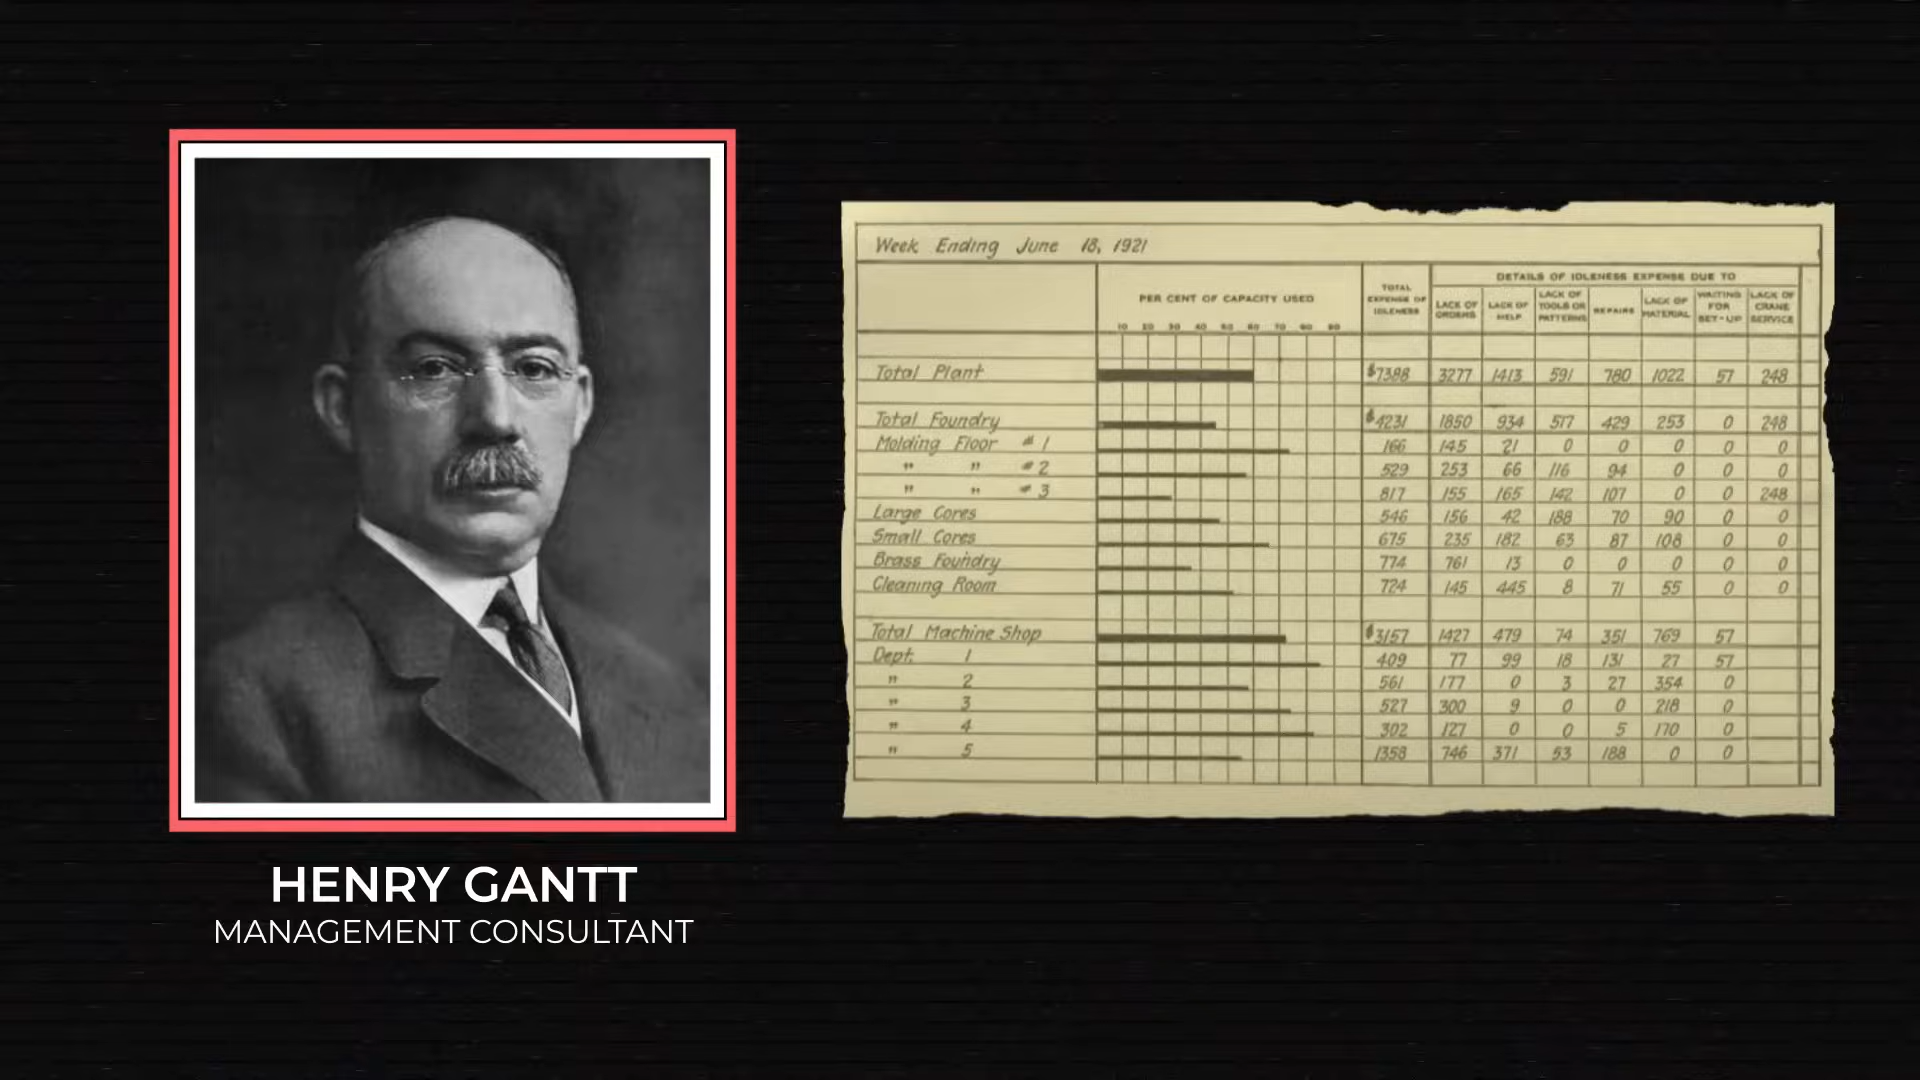 Week Ending June 18, 1921
PER CENT OF CAPACITY USED
10 20 30 40 50 60 70 80 90
TOTAL EXPENSE OF IDLENESS
DETAILS OF IDLENESS EXPENSE DUE TO
LACK OF ORDERS
LACK OF HELP
LACK OF TOOLS OR PATTERNS
REPAIRS
LACK OF MATERIAL
WAITING FOR SET-UP
LACK OF CRANE SERVICE
Total Plant $7388 3277 1413 591 780 1022 57 248
Total Foundry $4231 1850 934 517 429 253 0 248
Molding Floor #1 166 145 21 0 0 0 0 0
" " #2 529 253 66 116 94 0 0 0
" " #3 817 155 165 142 107 0 0 248
Large Cores 546 156 42 188 70 90 0 0
Small Cores 675 235 182 63 87 108 0 0
Brass Foundry 774 761 13 0 0 0 0 0
Cleaning Room 724 145 445 8 71 55 0 0
Total Machine Shop $3157 1427 479 74 351 769 57
Dept. 1 409 77 99 18 131 27 57
" 2 561 177 0 3 27 354 0
" 3 527 300 9 0 0 218 0
" 4 302 127 0 0 5 170 0
" 5 1358 746 371 53 188 0 0
HENRY GANTT
MANAGEMENT CONSULTANT